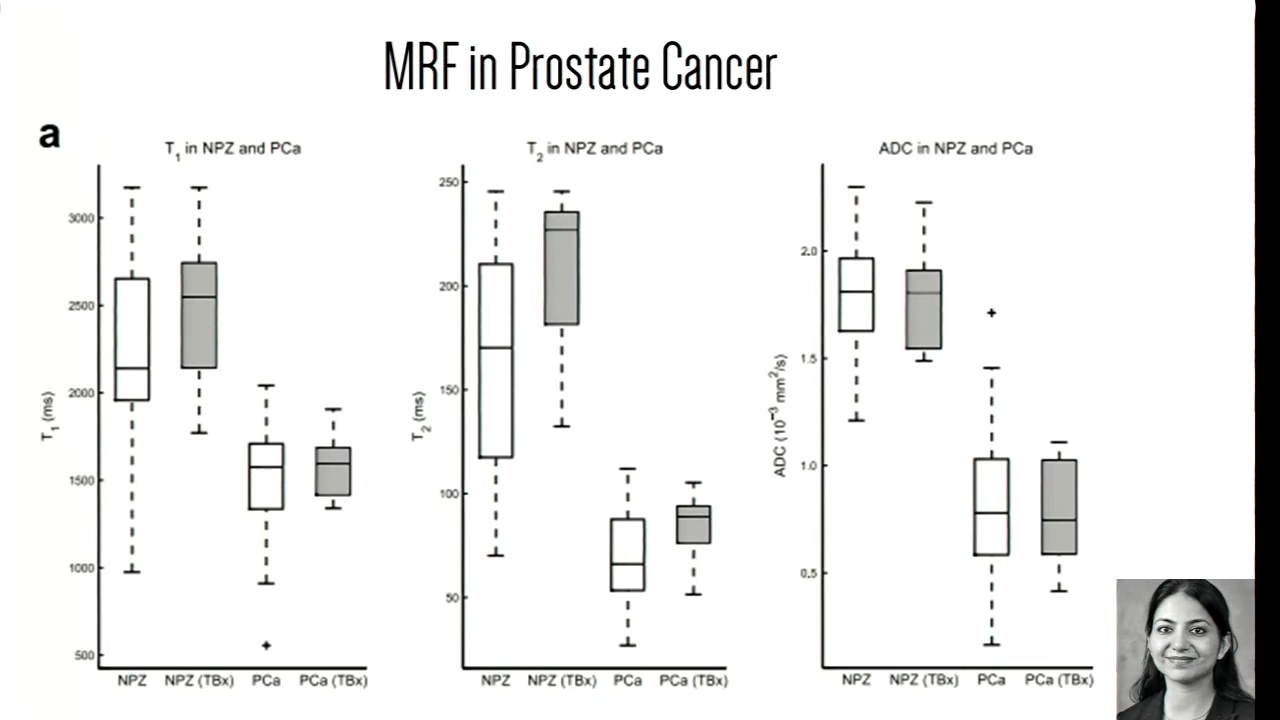 MRF in Prostate Cancer
a
T1 in NPZ and PCa
T1 (ms)
3000
2500
2000
1500
1000
500
NPZ NPZ (TBx) PCa PCa (TBx)
T2 in NPZ and PCa
T2 (ms)
250
200
150
100
50
NPZ NPZ (TBx) PCa PCa (TBx)
ADC in NPZ and PCa
ADC (10⁻³ mm²/s)
2.0
1.5
1.0
0.5
NPZ NPZ (TBx) PCa PCa (TBx)